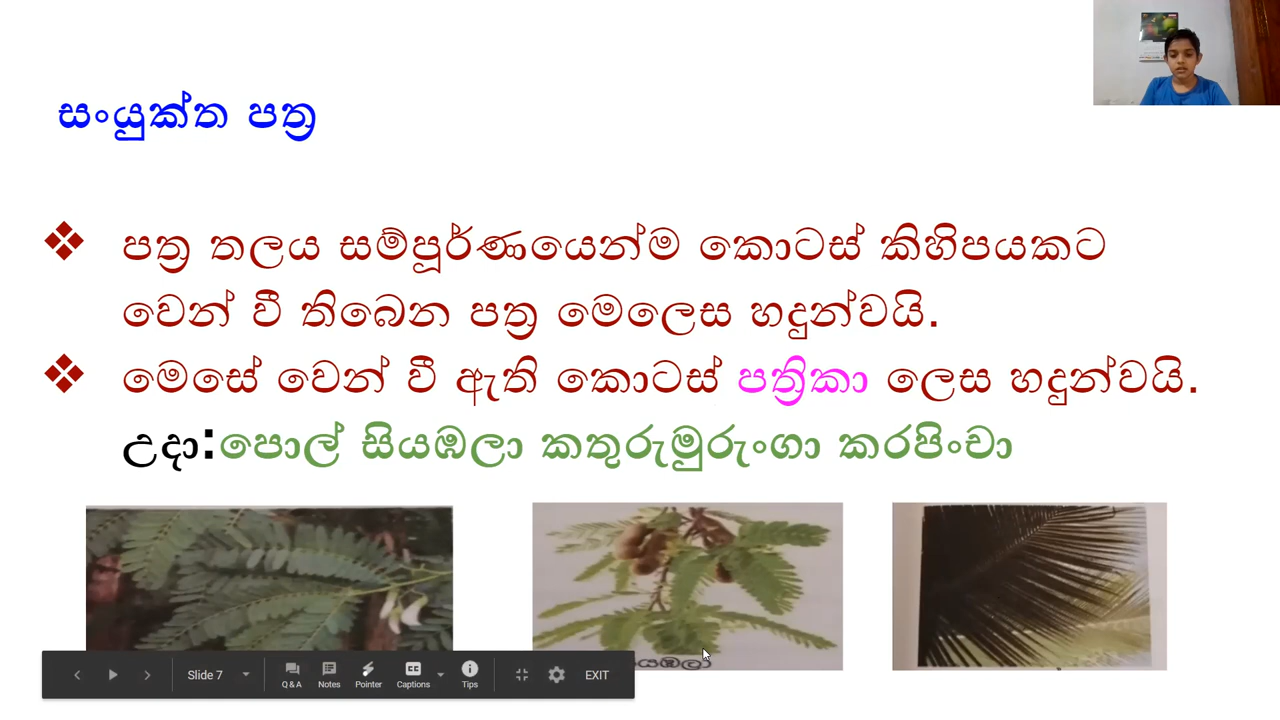 සංයුක්ත පත්‍ර
❖ පත්‍ර තලය සම්පූර්ණයෙන්ම කොටස් කිහිපයකට
වෙන් වී තිබෙන පත්‍ර මෙලෙස හදුන්වයි.
❖ මෙසේ වෙන් වී ඇති කොටස් පත්‍රිකා ලෙස හදුන්වයි.
උදා:පොල් සියඹලා කතුරුමුරුංගා කරපිංචා
Slide 7
Q & A Notes Pointer CC Captions Tips EXIT